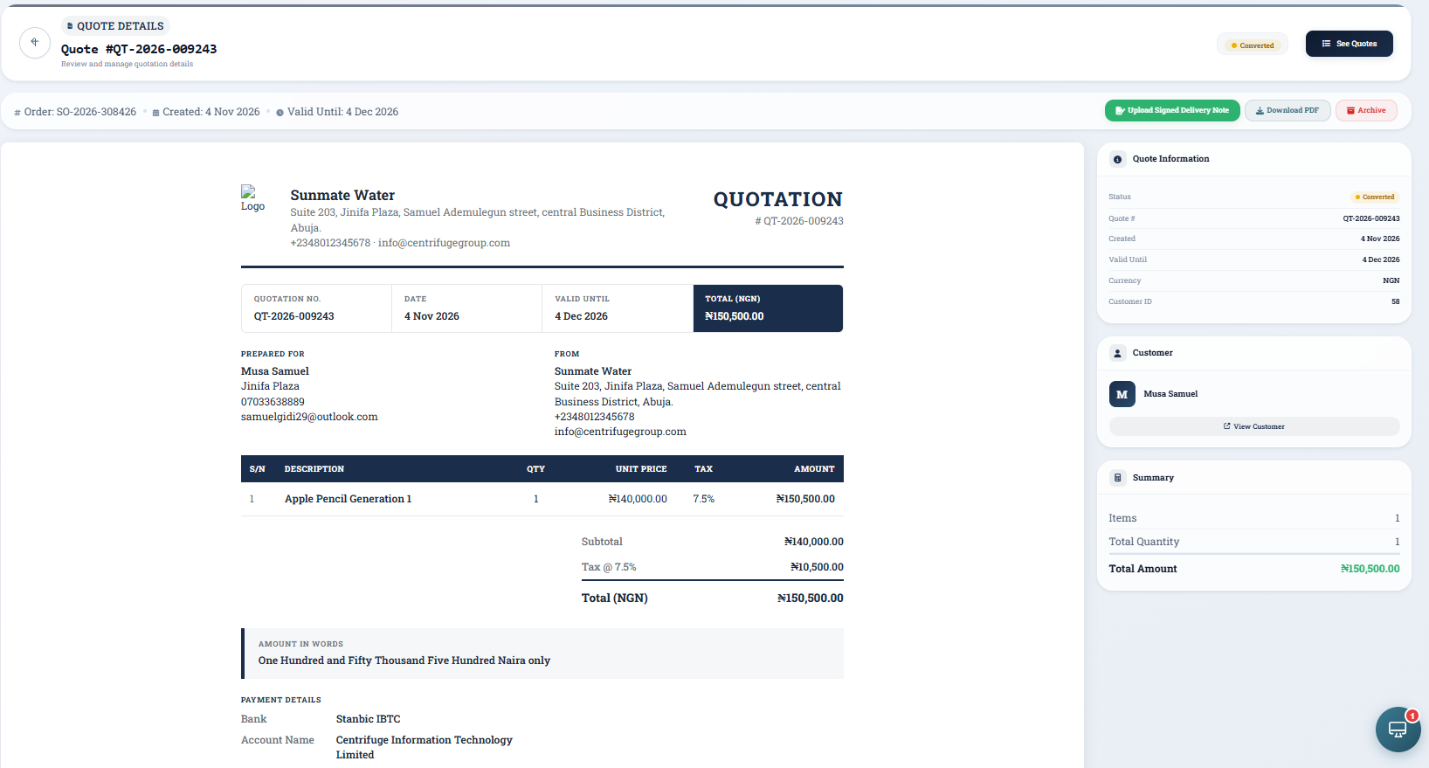 QUOTE DETAILS
Quote #QT-2026-009243
Review and manage quotation details
Converted
See Quotes
# Order: SO-2026-308426 • Created: 4 Nov 2026 • Valid Until: 4 Dec 2026
Upload Signed Delivery Note
Download PDF
Archive
Logo
Sunmate Water
Suite 203, Jinifa Plaza, Samuel Ademulegun street, central Business District,
Abuja.
+2348012345678 · info@centrifugegroup.com
QUOTATION
# QT-2026-009243
QUOTATION NO.
QT-2026-009243
DATE
4 Nov 2026
VALID UNTIL
4 Dec 2026
TOTAL (NGN)
₦150,500.00
PREPARED FOR
Musa Samuel
Jinifa Plaza
07033638889
samuelgidi29@outlook.com
FROM
Sunmate Water
Suite 203, Jinifa Plaza, Samuel Ademulegun street, central
Business District, Abuja.
+2348012345678
info@centrifugegroup.com
S/N DESCRIPTION QTY UNIT PRICE TAX AMOUNT
1 Apple Pencil Generation 1 1 ₦140,000.00 7.5% ₦150,500.00
Subtotal ₦140,000.00
Tax @ 7.5% ₦10,500.00
Total (NGN) ₦150,500.00
AMOUNT IN WORDS
One Hundred and Fifty Thousand Five Hundred Naira only
PAYMENT DETAILS
Bank Stanbic IBTC
Account Name Centrifuge Information Technology
Limited
Quote Information
Status Converted
Quote # QT-2026-009243
Created 4 Nov 2026
Valid Until 4 Dec 2026
Currency NGN
Customer ID 58
Customer
M Musa Samuel
View Customer
Summary
Items 1
Total Quantity 1
Total Amount ₦150,500.00
1